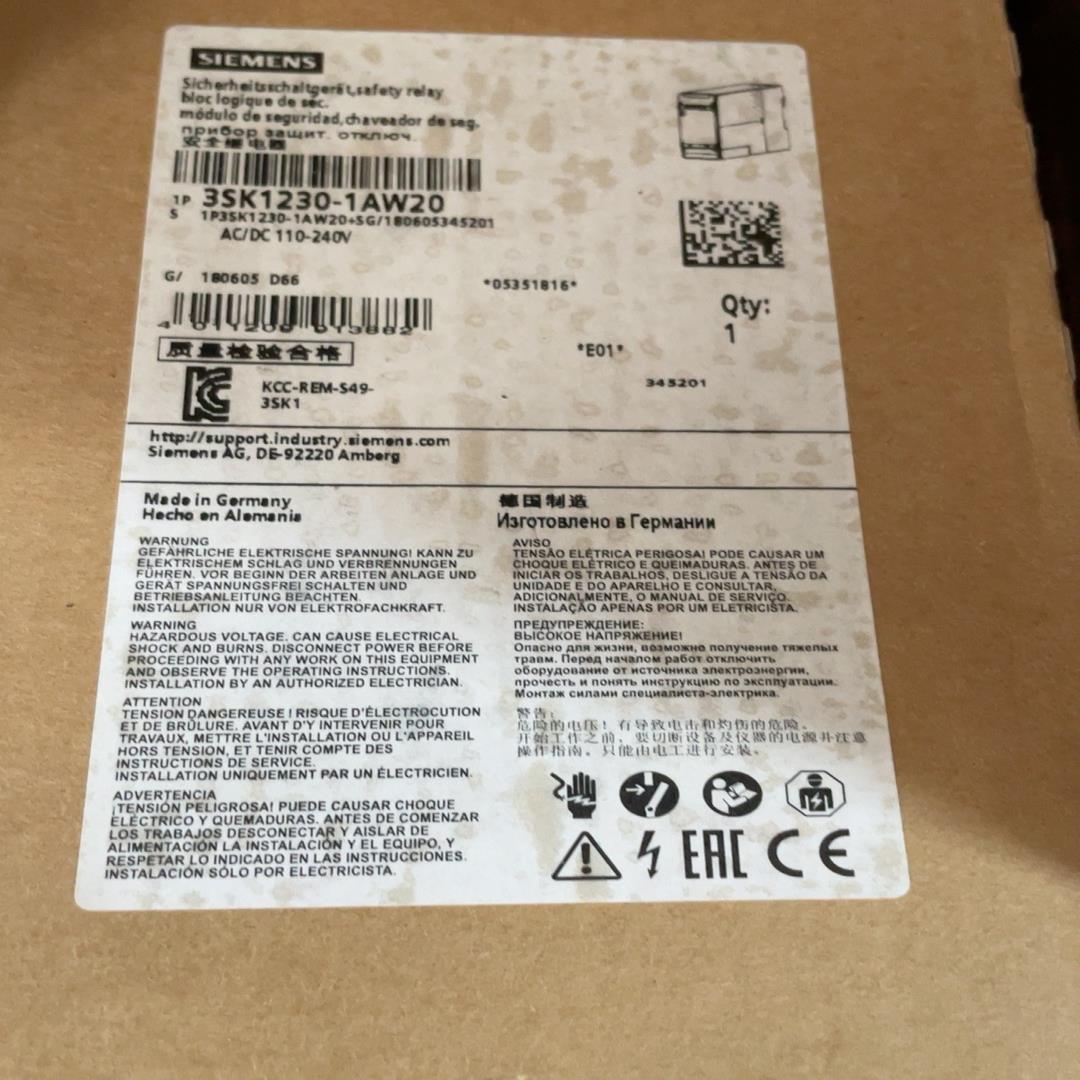 SIEMENS
Sicherheitsschaltgerät,safety relay
bloc logique de sec.
módulo de seguridad,chaveador de seg.
прибор защит. отключ.
安全继电器
1P 3SK1230-1AW20
S 1P3SK1230-1AW20+SG/180605345201
AC/DC 110-240V
G/ 180605 D66
*05351816*
Qty:
1
4 011209 913882
质量检验合格
*E01*
345201
KCC-REM-S49-
3SK1
http://support.industry.siemens.com
Siemens AG, DE-92220 Amberg
Made in Germany
Hecho en Alemania
德国制造
Изготовлено в Германии
WARNUNG
GEFÄHRLICHE ELEKTRISCHE SPANNUNG! KANN ZU
ELEKTRISCHEM SCHLAG UND VERBRENNUNGEN
FÜHREN. VOR BEGINN DER ARBEITEN ANLAGE UND
GERÄT SPANNUNGSFREI SCHALTEN UND
BETRIEBSANLEITUNG BEACHTEN.
INSTALLATION NUR VON ELEKTROFACHKRAFT.
WARNING
HAZARDOUS VOLTAGE. CAN CAUSE ELECTRICAL
SHOCK AND BURNS. DISCONNECT POWER BEFORE
PROCEEDING WITH ANY WORK ON THIS EQUIPMENT
AND OBSERVE THE OPERATING INSTRUCTIONS.
INSTALLATION BY AN AUTHORIZED ELECTRICIAN.
ATTENTION
TENSION DANGEREUSE ! RISQUE D'ÉLECTROCUTION
ET DE BRÛLURE. AVANT D'Y INTERVENIR POUR
TRAVAUX, METTRE L'INSTALLATION OU L'APPAREIL
HORS TENSION, ET TENIR COMPTE DES
INSTRUCTIONS DE SERVICE.
INSTALLATION UNIQUEMENT PAR UN ÉLECTRICIEN.
ADVERTENCIA
¡TENSIÓN PELIGROSA! PUEDE CAUSAR CHOQUE
ELÉCTRICO Y QUEMADURAS. ANTES DE COMENZAR
LOS TRABAJOS DESCONECTAR Y AISLAR DE
ALIMENTACIÓN LA INSTALACIÓN Y EL EQUIPO, Y
RESPETAR LO INDICADO EN LAS INSTRUCCIONES.
INSTALACIÓN SÓLO POR ELECTRICISTA.
AVISO
TENSÃO ELÉTRICA PERIGOSA! PODE CAUSAR UM
CHOQUE ELÉTRICO E QUEIMADURAS. ANTES DE
INICIAR OS TRABALHOS, DESLIGUE A TENSÃO DA
UNIDADE E DO APARELHO E CONSULTAR,
ADICIONALMENTE, O MANUAL DE SERVIÇO.
INSTALAÇÃO APENAS POR UM ELETRICISTA.
ПРЕДУПРЕЖДЕНИЕ:
ВЫСОКОЕ НАПРЯЖЕНИЕ!
Опасно для жизни, возможно получение тяжелых
травм. Перед началом работ отключить
оборудование от источника электроэнергии,
прочесть и понять инструкцию по эксплуатации.
Монтаж силами специалиста-электрика.
警告:
危险的电压! 有导致电击和灼伤的危险。
开始工作之前, 要切断设备及仪器的电源并注意
操作指南。只能由电工进行安装。
EAC CE